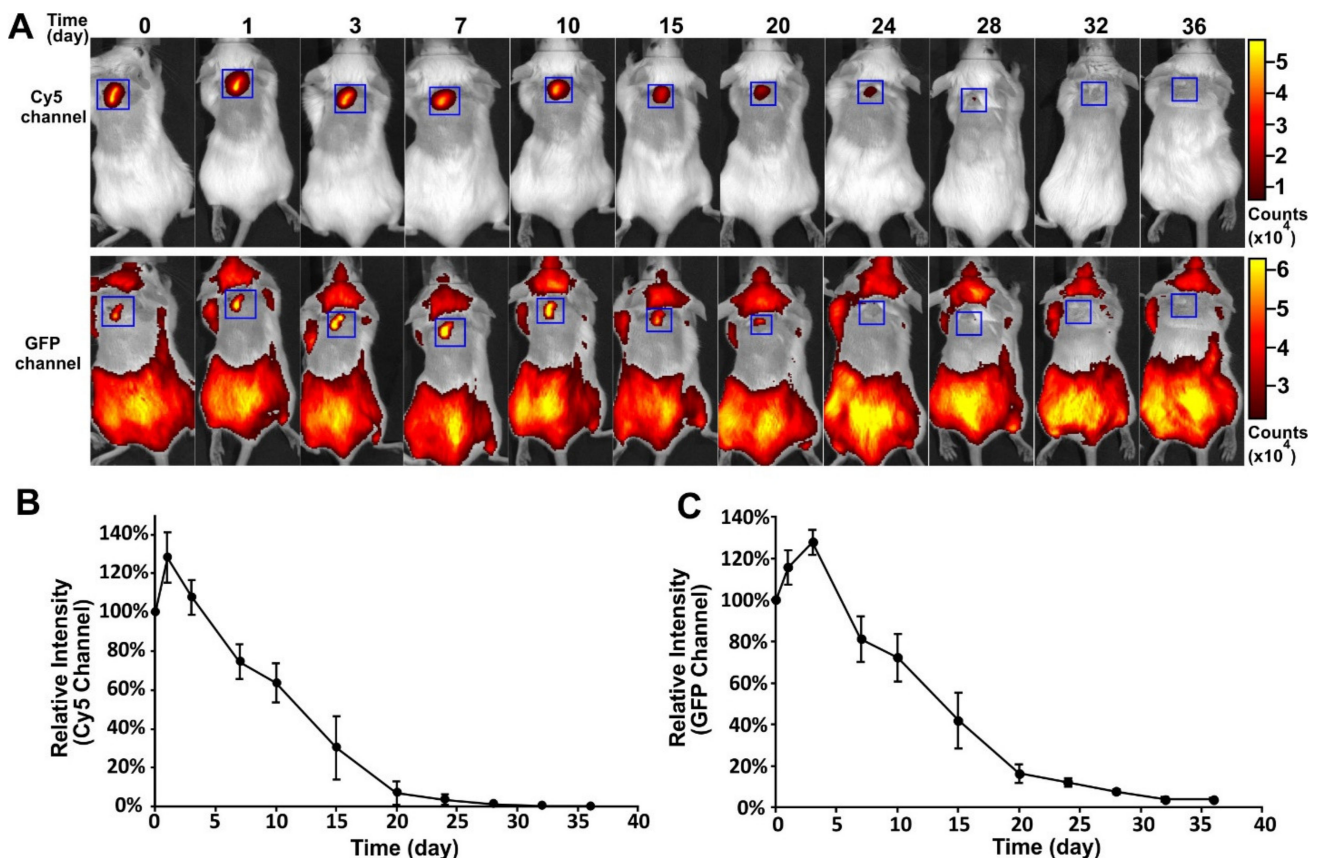 A
Time
(day)
0 1 3 7 10 15 20 24 28 32 36
Cy5
channel
5
4
3
1
Counts
(x10⁴)
GFP
channel
6
5
4
3
Counts
(x10⁴)
B
Relative Intensity
(Cy5 Channel)
140%
120%
100%
80%
60%
40%
20%
0%
0 5 10 15 20 25 30 35 40
Time (day)
C
Relative Intensity
(GFP Channel)
140%
120%
100%
80%
60%
40%
20%
0%
0 5 10 15 20 25 30 35 40
Time (day)